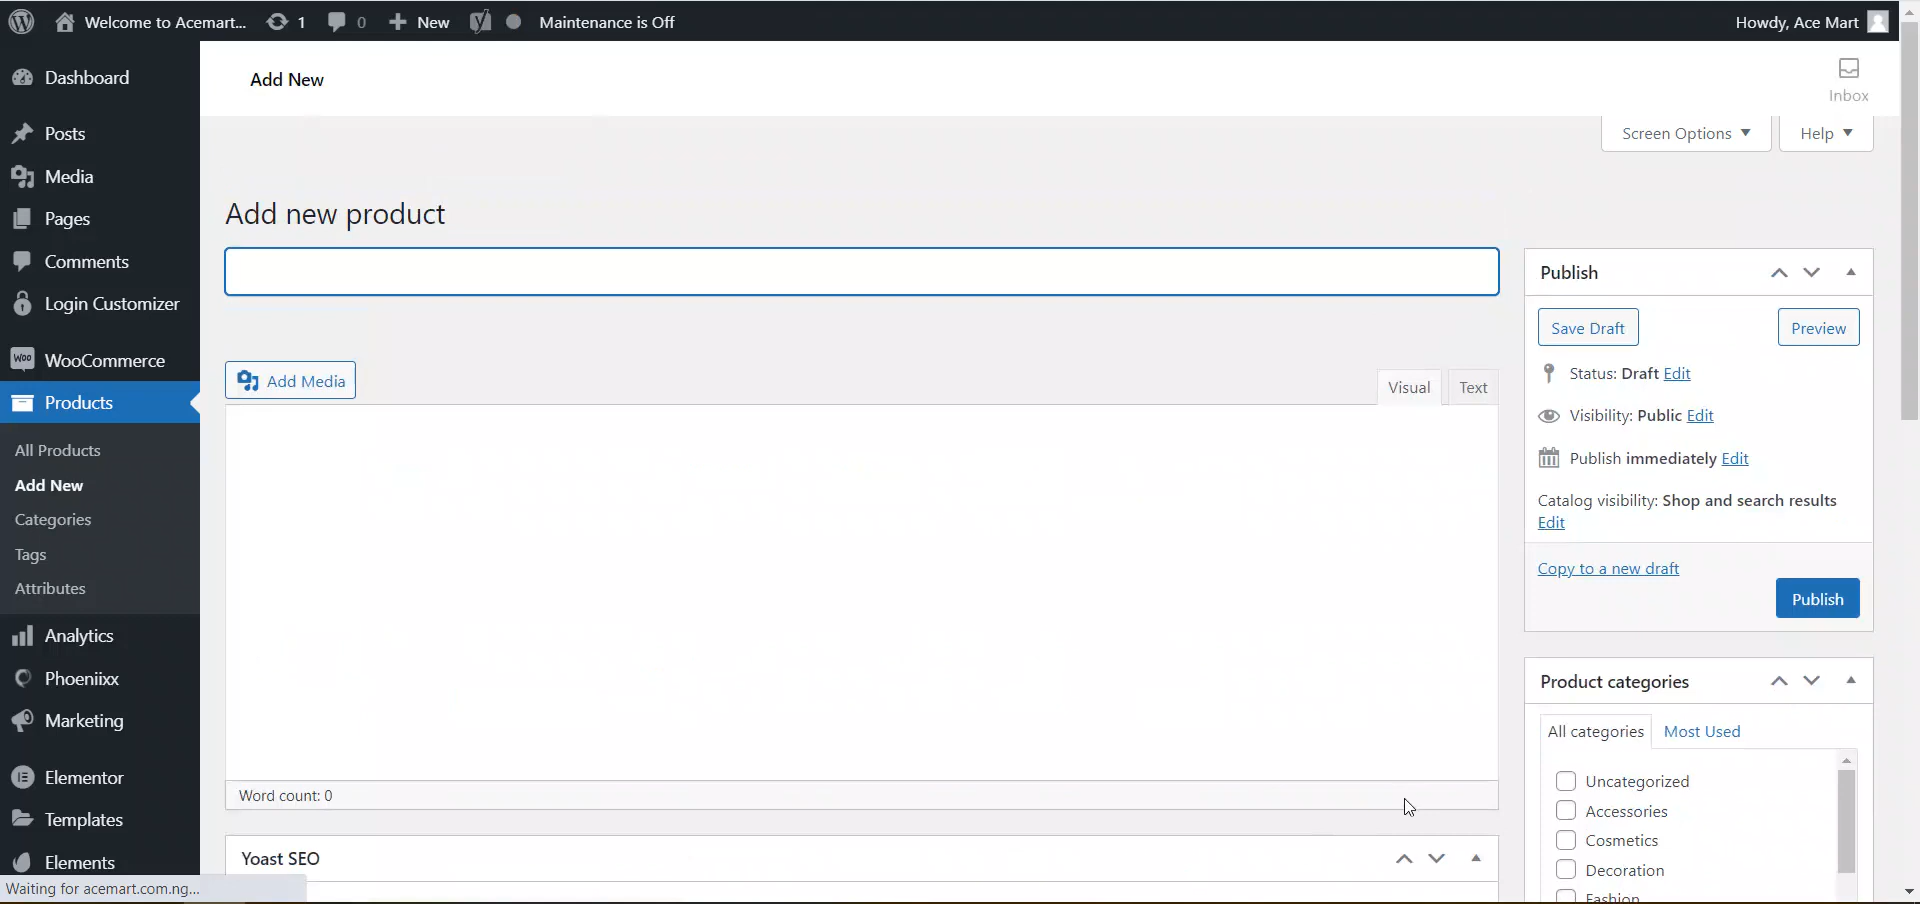 Welcome to Acemart... 1 0 New Maintenance is Off Howdy, Ace Mart
Dashboard
Posts
Media
Pages
Comments
Login Customizer
WooCommerce
Products
All Products
Add New
Categories
Tags
Attributes
Analytics
Phoeniixx
Marketing
Elementor
Templates
Elements
Waiting for acemart.com.ng...
Add New
Inbox
Screen Options
Help
Add new product
Add Media
Visual
Text
Word count: 0
Yoast SEO
Publish
Save Draft
Preview
Status: Draft Edit
Visibility: Public Edit
Publish immediately Edit
Catalog visibility: Shop and search results
Edit
Copy to a new draft
Publish
Product categories
All categories
Most Used
Uncategorized
Accessories
Cosmetics
Decoration
Fashion